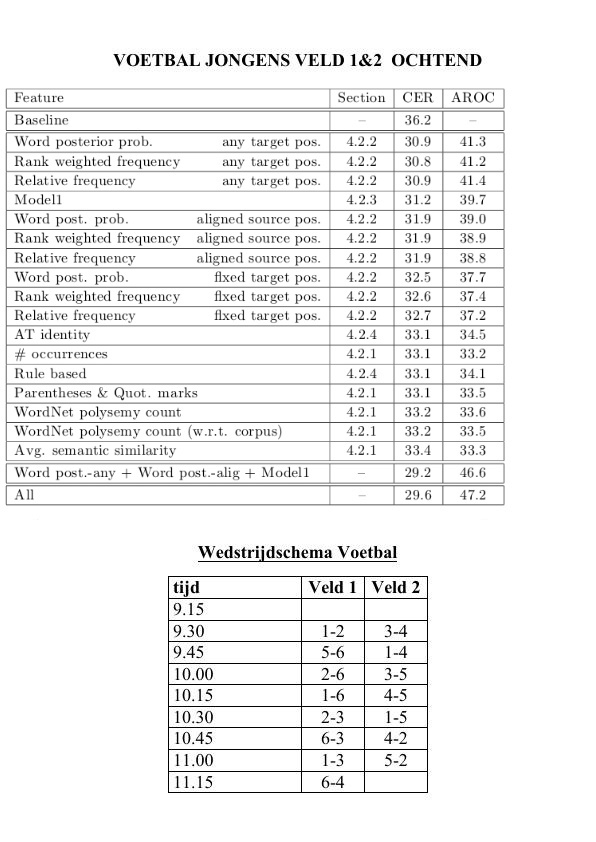 VOETBAL JONGENS VELD 1&2 OCHTEND
Feature Section CER AROC
Baseline – 36.2 –
Word posterior prob. any target pos. 4.2.2 30.9 41.3
Rank weighted frequency any target pos. 4.2.2 30.8 41.2
Relative frequency any target pos. 4.2.2 30.9 41.4
Model1 4.2.3 31.2 39.7
Word post. prob. aligned source pos. 4.2.2 31.9 39.0
Rank weighted frequency aligned source pos. 4.2.2 31.9 38.9
Relative frequency aligned source pos. 4.2.2 31.9 38.8
Word post. prob. fixed target pos. 4.2.2 32.5 37.7
Rank weighted frequency fixed target pos. 4.2.2 32.6 37.4
Relative frequency fixed target pos. 4.2.2 32.7 37.2
AT identity 4.2.4 33.1 34.5
# occurrences 4.2.1 33.1 33.2
Rule based 4.2.4 33.1 34.1
Parentheses & Quot. marks 4.2.1 33.1 33.5
WordNet polysemy count 4.2.1 33.2 33.6
WordNet polysemy count (w.r.t. corpus) 4.2.1 33.2 33.5
Avg. semantic similarity 4.2.1 33.4 33.3
Word post.-any + Word post.-alig + Model1 – 29.2 46.6
All – 29.6 47.2
Wedstrijdschema Voetbal
tijd Veld 1 Veld 2
9.15
9.30 1-2 3-4
9.45 5-6 1-4
10.00 2-6 3-5
10.15 1-6 4-5
10.30 2-3 1-5
10.45 6-3 4-2
11.00 1-3 5-2
11.15 6-4